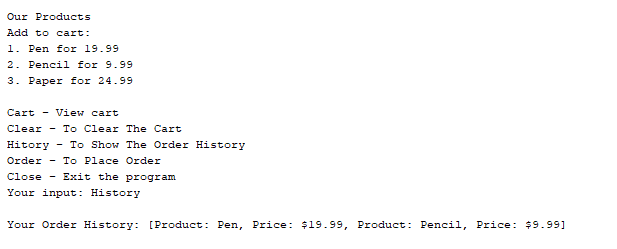 Our Products
Add to cart:
1. Pen for 19.99
2. Pencil for 9.99
3. Paper for 24.99
Cart - View cart
Clear - To Clear The Cart
Hitory - To Show The Order History
Order - To Place Order
Close - Exit the program
Your input: History
Your Order History: [Product: Pen, Price: $19.99, Product: Pencil, Price: $9.99]